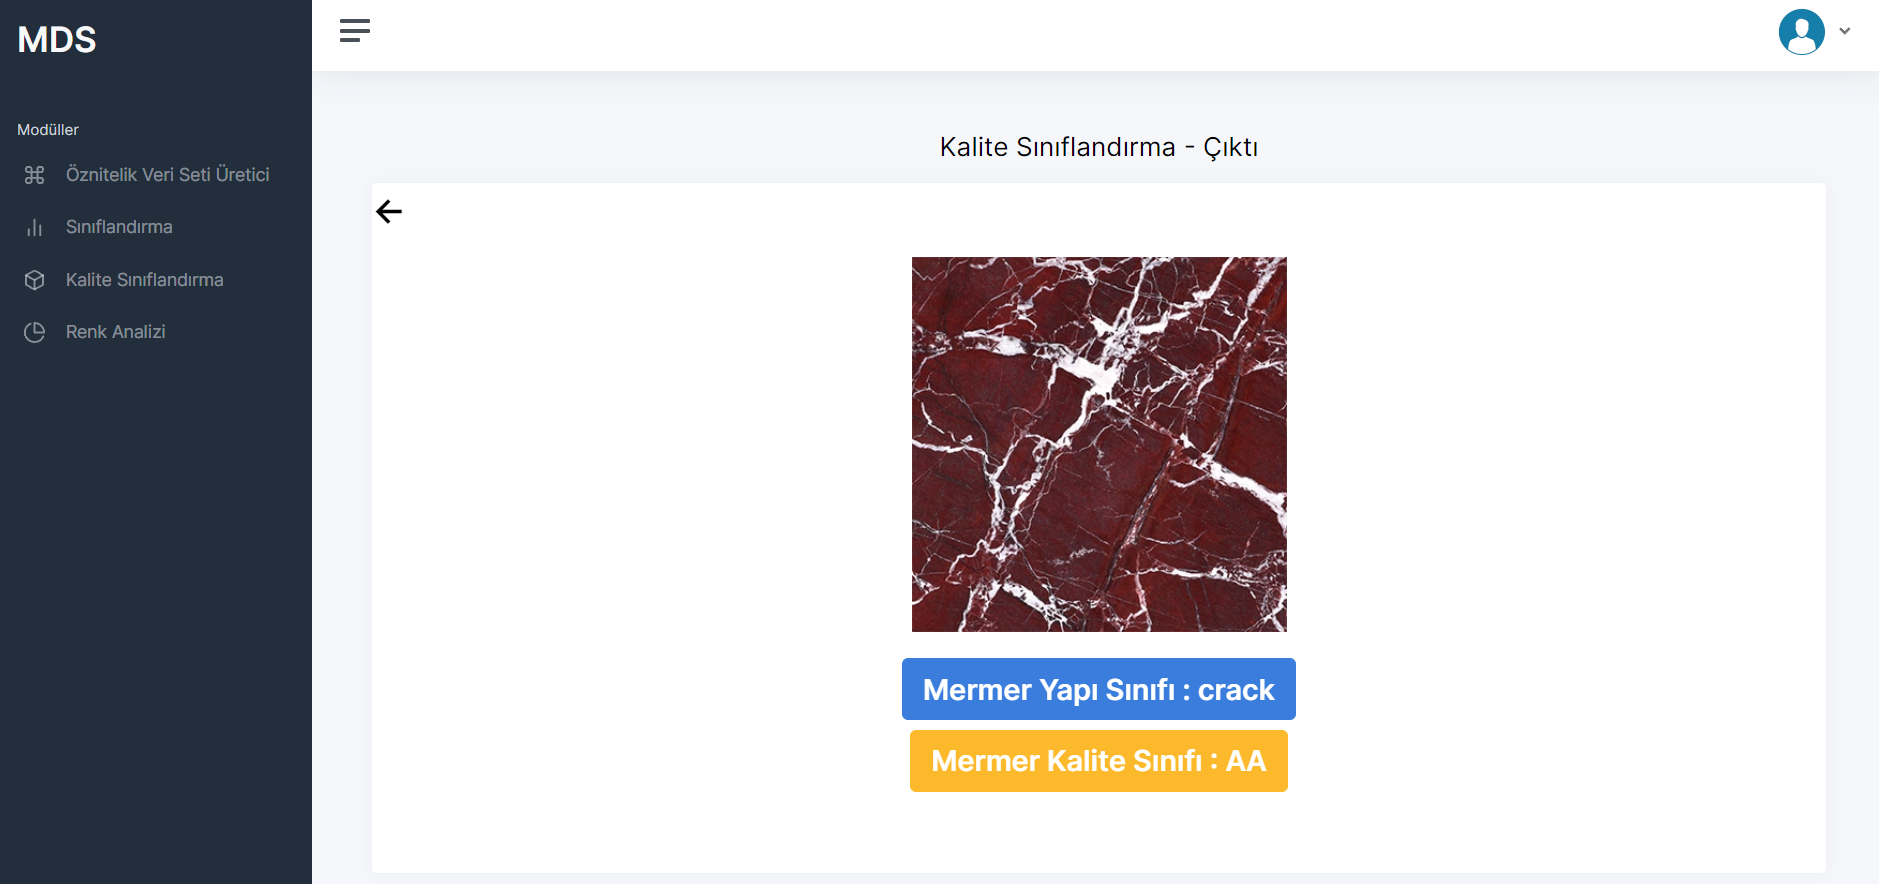 MDS
Modüller
Öznitelik Veri Seti Üretici
Sınıflandırma
Kalite Sınıflandırma
Renk Analizi
Kalite Sınıflandırma - Çıktı
Mermer Yapı Sınıfı : crack
Mermer Kalite Sınıfı : AA